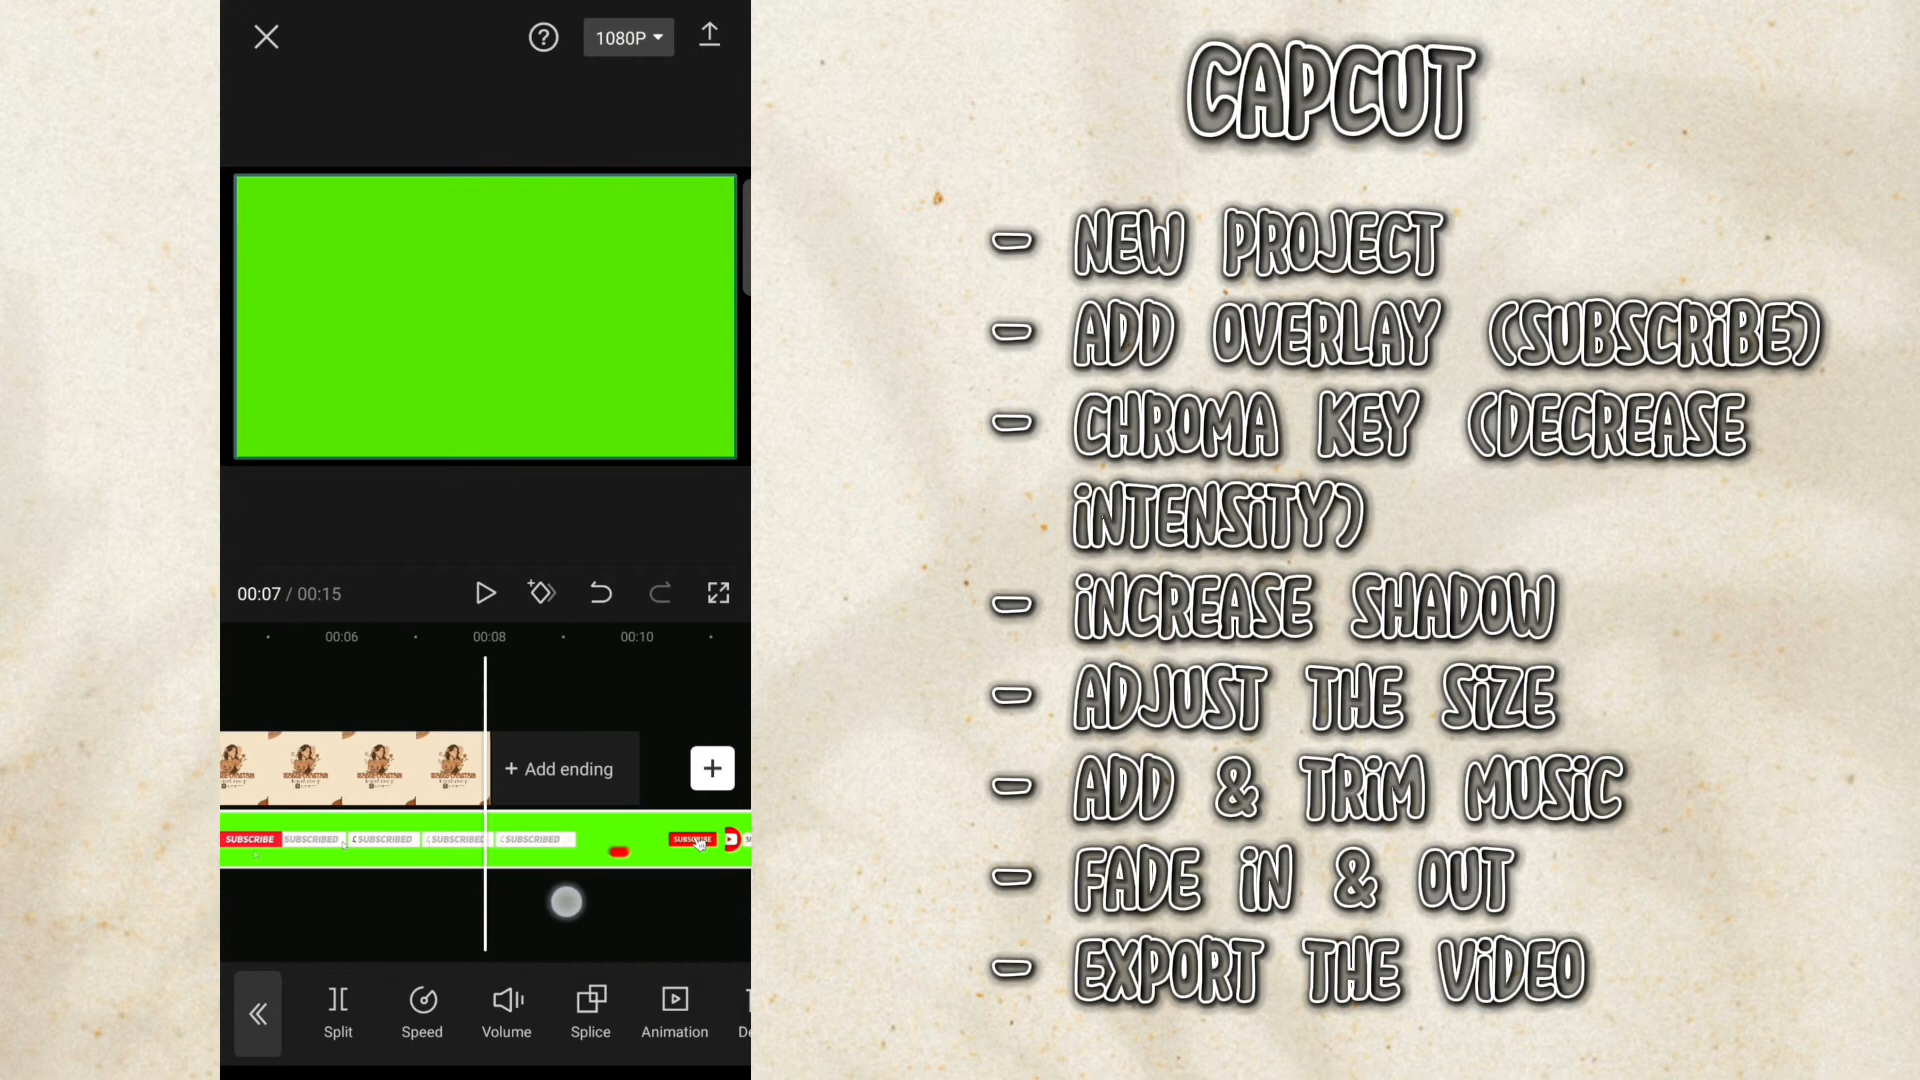 1080P
CAPCUT
- NEW PROJECT
- ADD OVERLAY (SUBSCRiBE)
- CHROMA KEY (DECREASE
iNTENSiTY)
- iNCREASE SHADOW
- ADJUST THE SiZE
- ADD & TRiM MUSiC
- FADE iN & OUT
- EXPORT THE ViDEO
00:07 / 00:15
00:06
00:08
00:10
+ Add ending
SUBSCRIBE SUBSCRIBED SUBSCRIBED SUBSCRIBED SUBSCRIBED SUBSCRIBE
Split
Speed
Volume
Splice
Animation